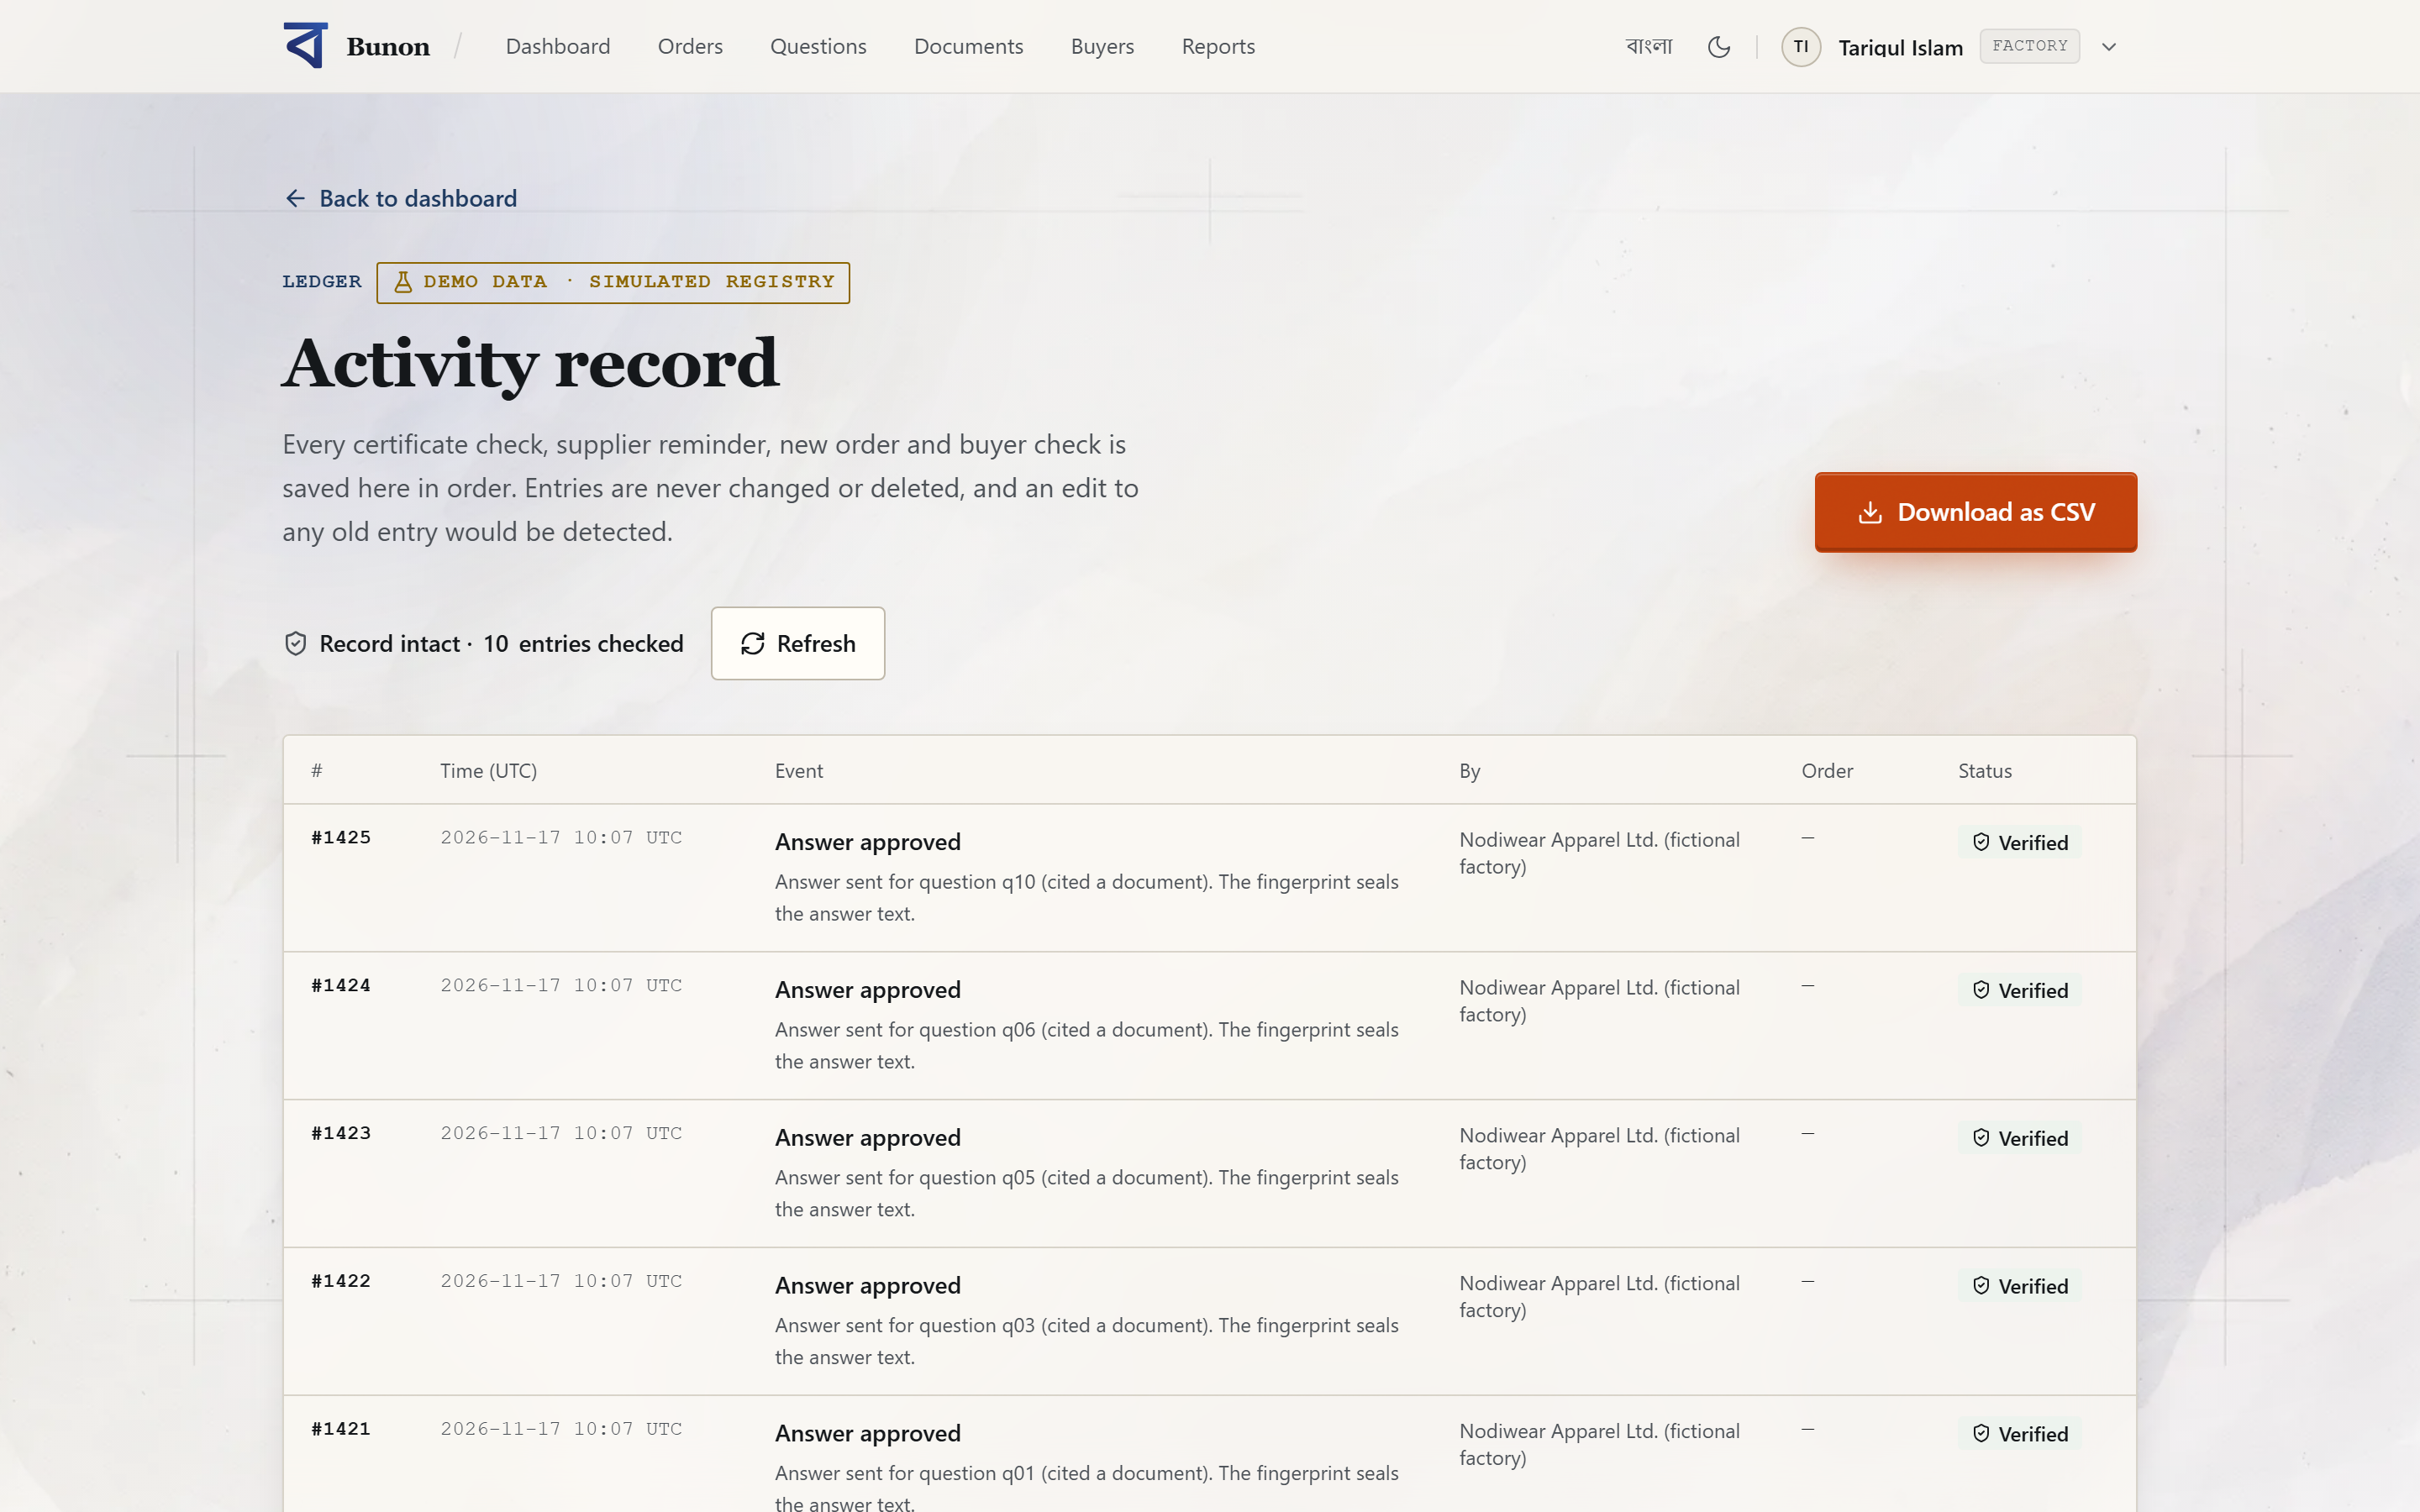 Bunon / Dashboard Orders Questions Documents Buyers Reports বাংলা TI Tariqul Islam FACTORY
Back to dashboard
LEDGER DEMO DATA · SIMULATED REGISTRY
Activity record
Every certificate check, supplier reminder, new order and buyer check is
saved here in order. Entries are never changed or deleted, and an edit to
any old entry would be detected.
Download as CSV
Record intact · 10 entries checked Refresh
# Time (UTC) Event By Order Status
#1425 2026-11-17 10:07 UTC Answer approved Nodiwear Apparel Ltd. (fictional — Verified
factory)
Answer sent for question q10 (cited a document). The fingerprint seals
the answer text.
#1424 2026-11-17 10:07 UTC Answer approved Nodiwear Apparel Ltd. (fictional — Verified
factory)
Answer sent for question q06 (cited a document). The fingerprint seals
the answer text.
#1423 2026-11-17 10:07 UTC Answer approved Nodiwear Apparel Ltd. (fictional — Verified
factory)
Answer sent for question q05 (cited a document). The fingerprint seals
the answer text.
#1422 2026-11-17 10:07 UTC Answer approved Nodiwear Apparel Ltd. (fictional — Verified
factory)
Answer sent for question q03 (cited a document). The fingerprint seals
the answer text.
#1421 2026-11-17 10:07 UTC Answer approved Nodiwear Apparel Ltd. (fictional — Verified
factory)
Answer sent for question q01 (cited a document). The fingerprint seals
the answer text.